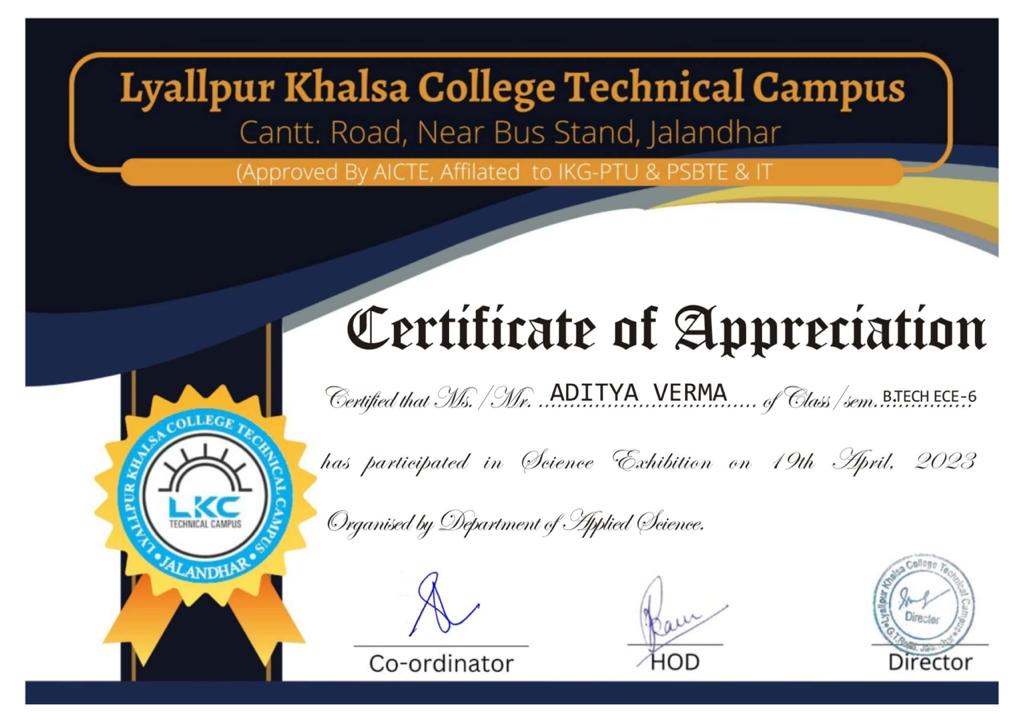 Lyallpur Khalsa College Technical Campus
Cantt. Road, Near Bus Stand, Jalandhar
(Approved By AICTE, Affilated to IKG-PTU & PSBTE & IT
Certificate of Appreciation
Certified that Ms. /Mr. ADITYA VERMA of Class/sem. B.TECH ECE-6
has participated in Science Exhibition on 19th April, 2023
Organised by Department of Applied Science.
LYALLPUR KHALSA COLLEGE TECHNICAL CAMPUS
LKC
TECHNICAL CAMPUS
JALANDHAR
Lyallpur Khalsa College Technical Campus
Director
Co-ordinator
HOD
Director